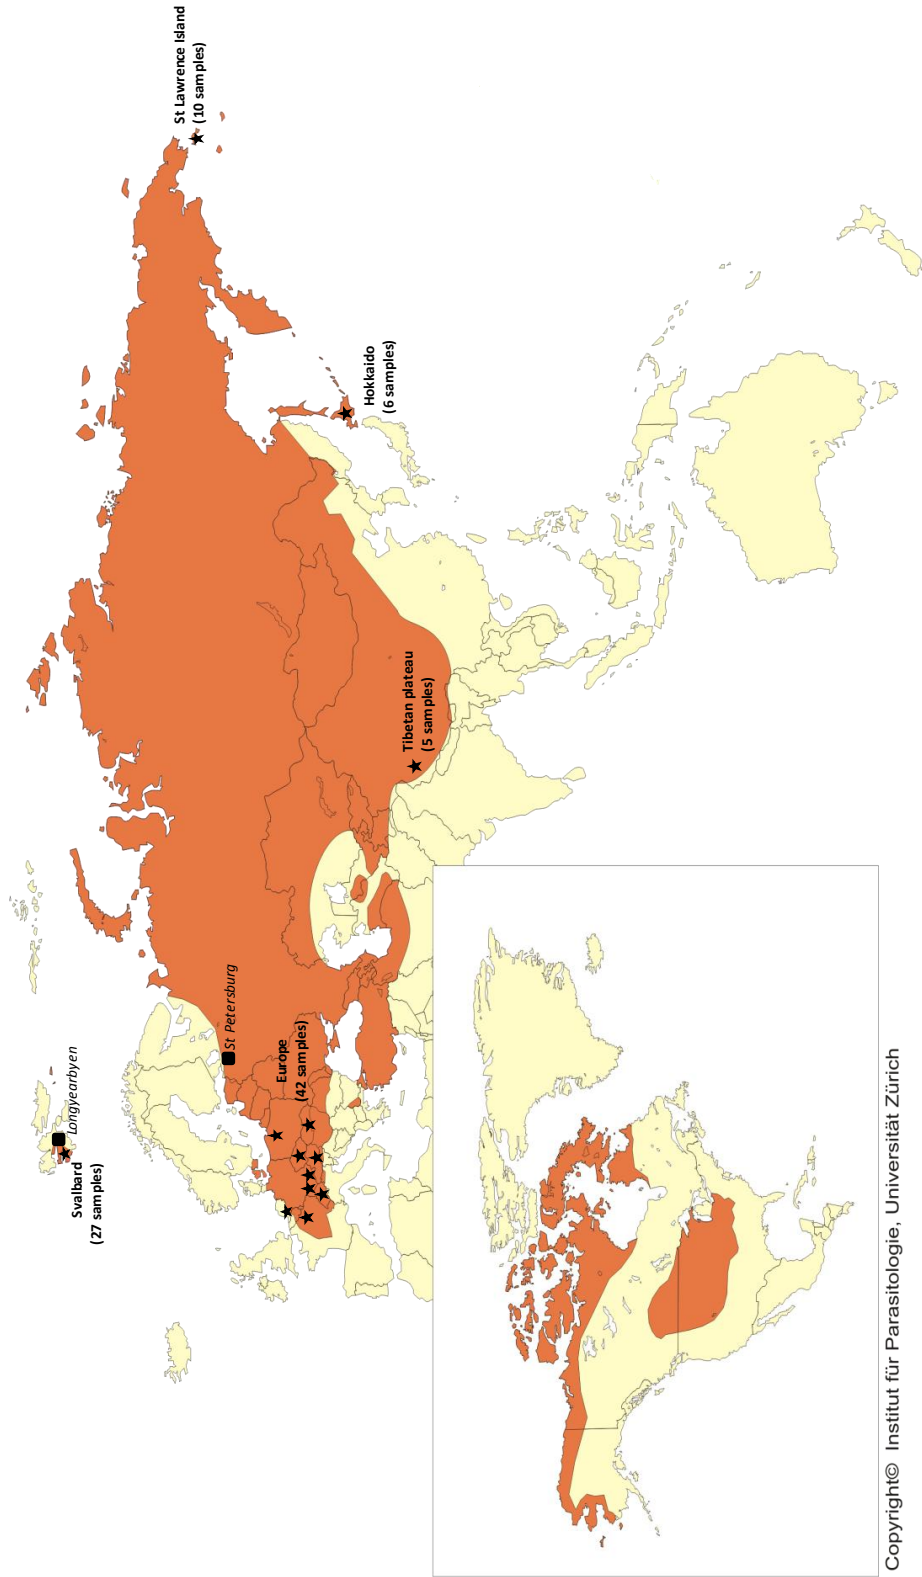 Svalbard
(27 samples)
Longyearbyen
St Petersburg
Europe
(42 samples)
Tibetan plateau
(5 samples)
Hokkaido
(6 samples)
St Lawrence Island
(10 samples)
Copyright© Institut für Parasitologie, Universität Zürich